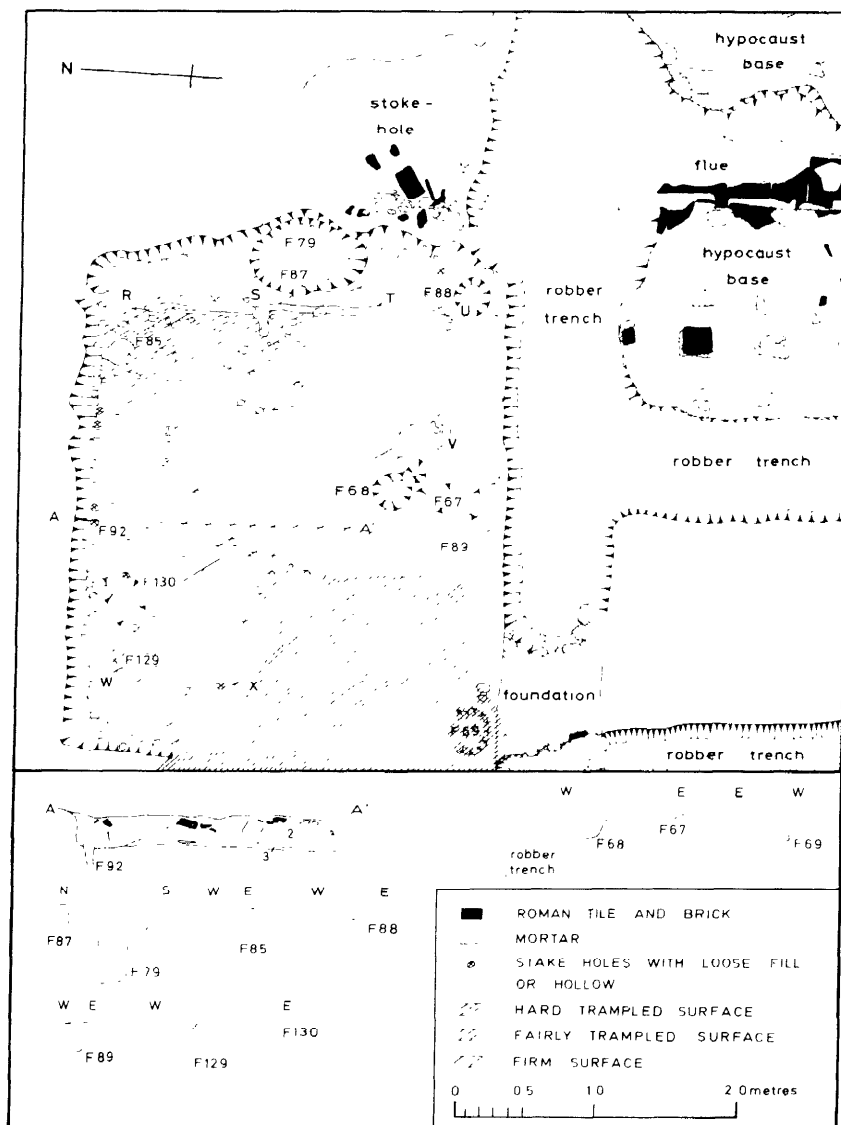 N
hypocaust
base
stoke-
hole
flue
F79
F87
hypocaust
base
R S T
F88
U
robber
trench
F85
V
robber trench
F68
F67
A A'
F92
F89
F130
F129
W X
foundation
F69
robber trench
A A'
1 2
3
F92
W E E W
F68 F67 F69
robber
trench
N S W E W E
F87 F85 F88
F79
W E W E
F89 F129 F130
ROMAN TILE AND BRICK
MORTAR
STAKE HOLES WITH LOOSE FILL
OR HOLLOW
HARD TRAMPLED SURFACE
FAIRLY TRAMPLED SURFACE
FIRM SURFACE
0 0 5 1 0 2 0 metres